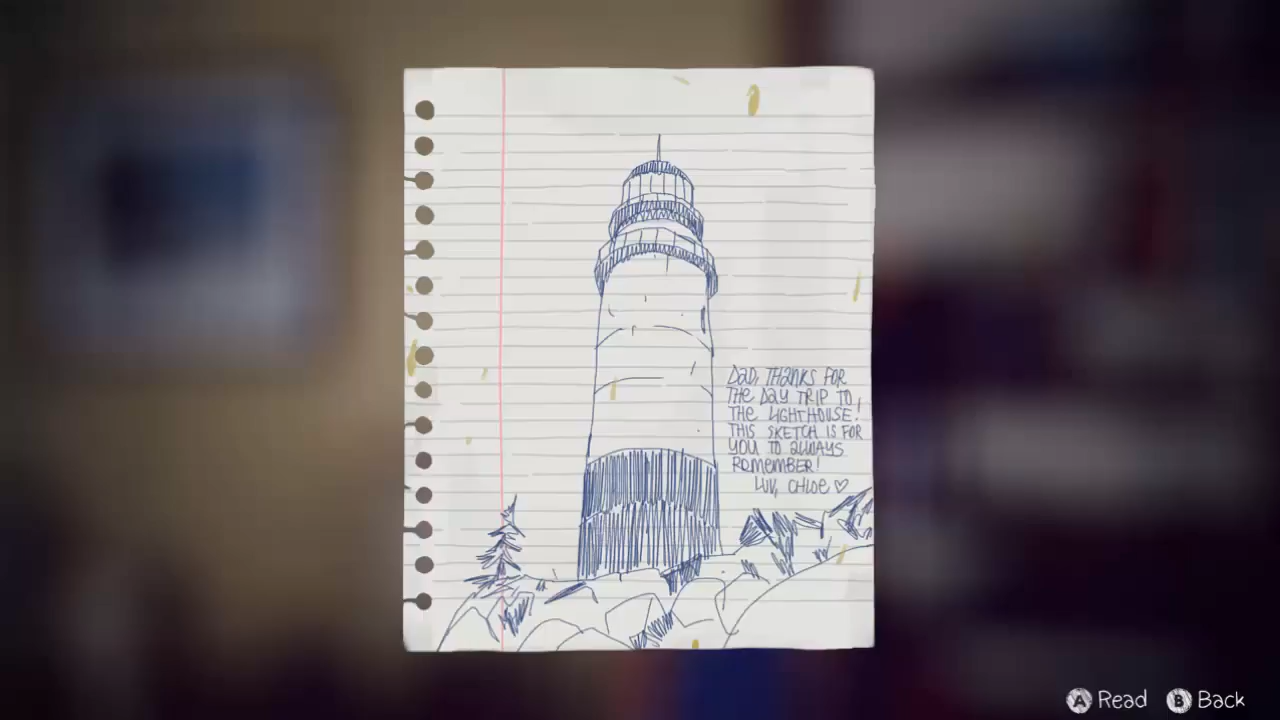 DAD, THANKS FOR
THE DAY TRIP TO
THE LIGHTHOUSE!
THIS SKETCH IS FOR
YOU TO ALWAYS
REMEMBER!
LUV, CHLOE
A Read B Back